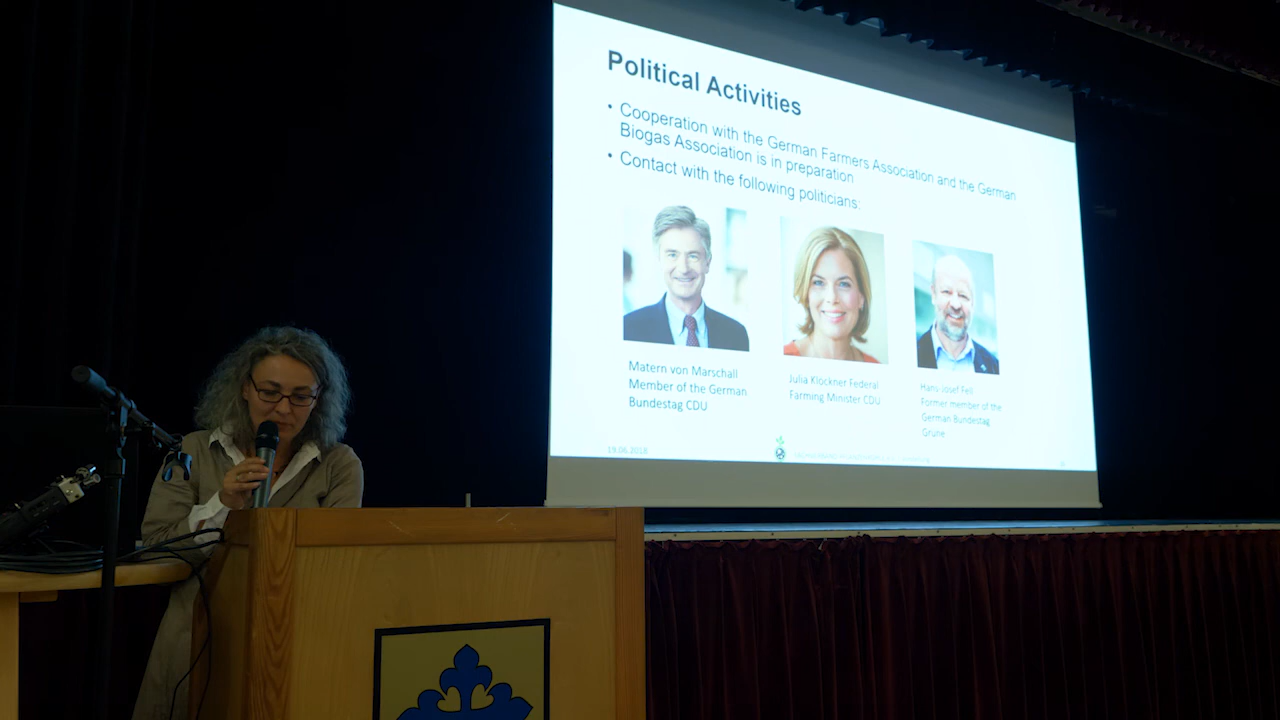 Political Activities
• Cooperation with the German Farmers Association and the German
Biogas Association is in preparation
• Contact with the following politicians:
Matern von Marschall
Member of the German
Bundestag CDU
Julia Klöckner Federal
Farming Minister CDU
Hans-Josef Fell
Former member of the
German Bundestag
Grüne
19.06.2018